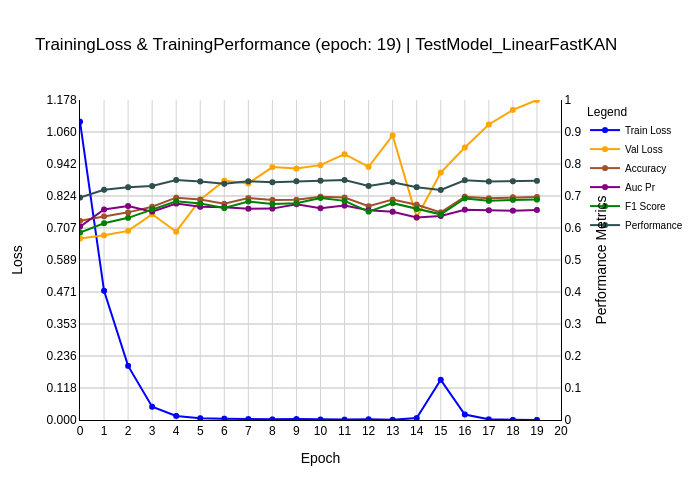 TrainingLoss & TrainingPerformance (epoch: 19) | TestModel_LinearFastKAN
1.178
1.060
0.942
0.824
0.707
0.589
0.471
0.353
0.236
0.118
0.000
Loss
0 1 2 3 4 5 6 7 8 9 10 11 12 13 14 15 16 17 18 19 20
Epoch
1
0.9
0.8
0.7
0.6
0.5
0.4
0.3
0.2
0.1
0
Performance Metrics
Legend
Train Loss
Val Loss
Accuracy
Auc Pr
F1 Score
Performance